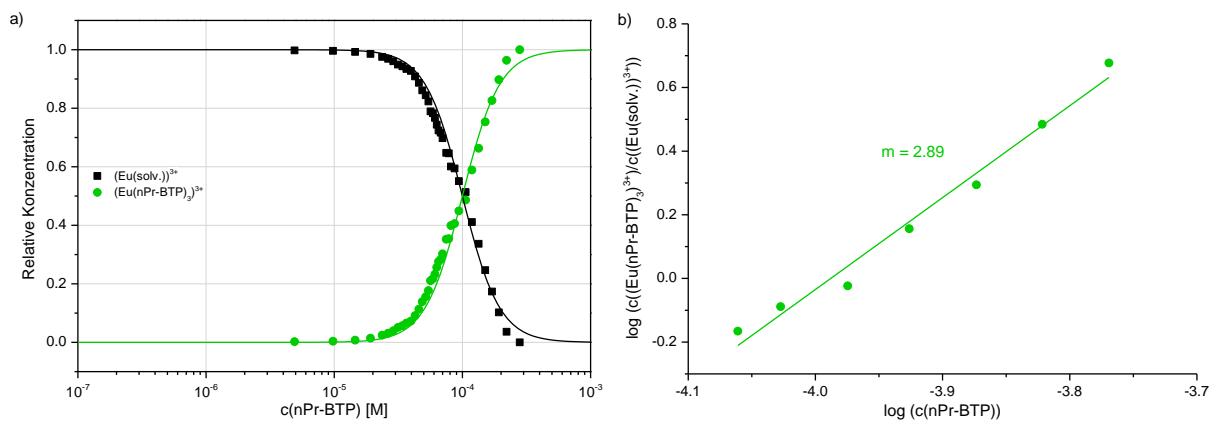 a)
Relative Konzentration
1.0
0.8
0.6
0.4
0.2
0.0
(Eu(solv.))³⁺
(Eu(nPr-BTP)₃)³⁺
10⁻⁷
10⁻⁶
10⁻⁵
10⁻⁴
10⁻³
c(nPr-BTP) [M]
b)
log (c((Eu(nPr-BTP)₃)³⁺)/c((Eu(solv.))³⁺))
0.8
0.6
0.4
0.2
0.0
-0.2
m = 2.89
-4.1
-4.0
-3.9
-3.8
-3.7
log (c(nPr-BTP))